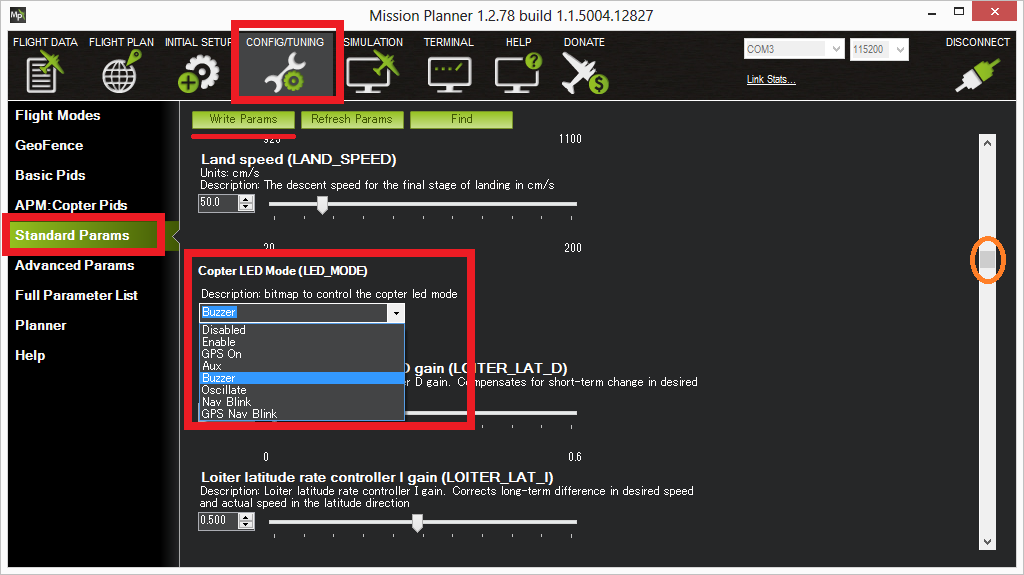 Mp
Mission Planner 1.2.78 build 1.1.5004.12827
FLIGHT DATA FLIGHT PLAN INITIAL SETUP CONFIG/TUNING SIMULATION TERMINAL HELP DONATE DISCONNECT
COM3 115200
Link Stats...
Flight Modes
GeoFence
Basic Pids
APM:Copter Pids
Standard Params
Advanced Params
Full Parameter List
Planner
Help
Write Params Refresh Params Find
1100
Land speed (LAND_SPEED)
Units: cm/s
Description: The descent speed for the final stage of landing in cm/s
50.0
20 200
Copter LED Mode (LED_MODE)
Description: bitmap to control the copter led mode
Buzzer
Disabled
Enable
GPS On
Aux
Buzzer
Oscillate
Nav Blink
GPS Nav Blink
D gain (LOITER_LAT_D)
r D gain. Compensates for short-term change in desired
0 0.6
Loiter latitude rate controller I gain (LOITER_LAT_I)
Description: Loiter latitude rate controller I gain. Corrects long-term difference in desired speed
and actual speed in the latitude direction
0.500